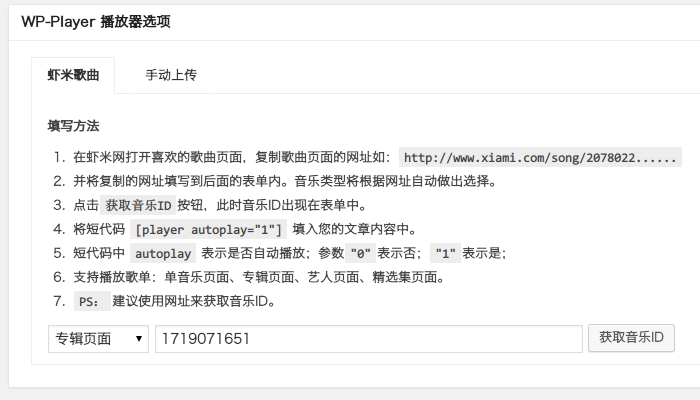 WP-Player 播放器选项
虾米歌曲 手动上传
填写方法
1. 在虾米网打开喜欢的歌曲页面，复制歌曲页面的网址如： http://www.xiami.com/song/2078022......
2. 并将复制的网址填写到后面的表单内。音乐类型将根据网址自动做出选择。
3. 点击 获取音乐ID 按钮，此时音乐ID出现在表单中。
4. 将短代码 [player autoplay="1"] 填入您的文章内容中。
5. 短代码中 autoplay 表示是否自动播放；参数 "0" 表示否； "1" 表示是；
6. 支持播放歌单：单音乐页面、专辑页面、艺人页面、精选集页面。
7. PS： 建议使用网址来获取音乐ID。
专辑页面 1719071651 获取音乐ID